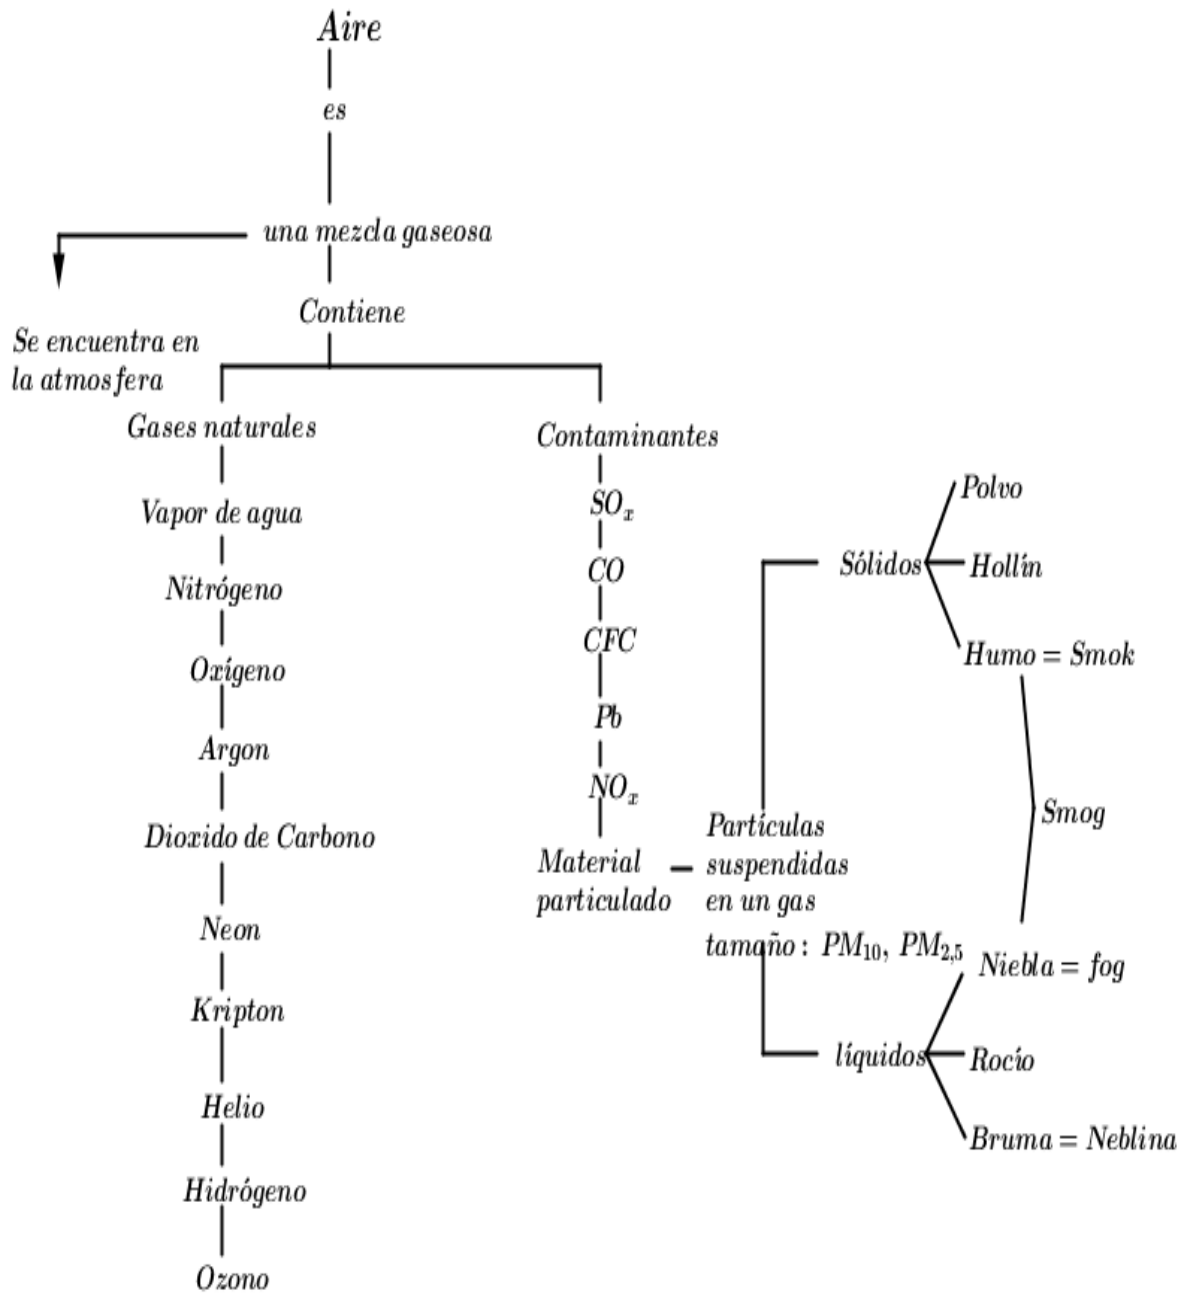 Aire
es
una mezcla gaseosa
Contiene
Se encuentra en
la atmosfera
Gases naturales
Vapor de agua
Nitrógeno
Oxígeno
Argon
Dioxido de Carbono
Neon
Kripton
Helio
Hidrógeno
Ozono
Contaminantes
SOₓ
CO
CFC
Pb
NOₓ
Material
particulado
Partículas
suspendidas
en un gas
tamaño : PM₁₀, PM₂,₅
Sólidos
Polvo
Hollín
Humo = Smok
Smog
líquidos
Niebla = fog
Rocío
Bruma = Neblina